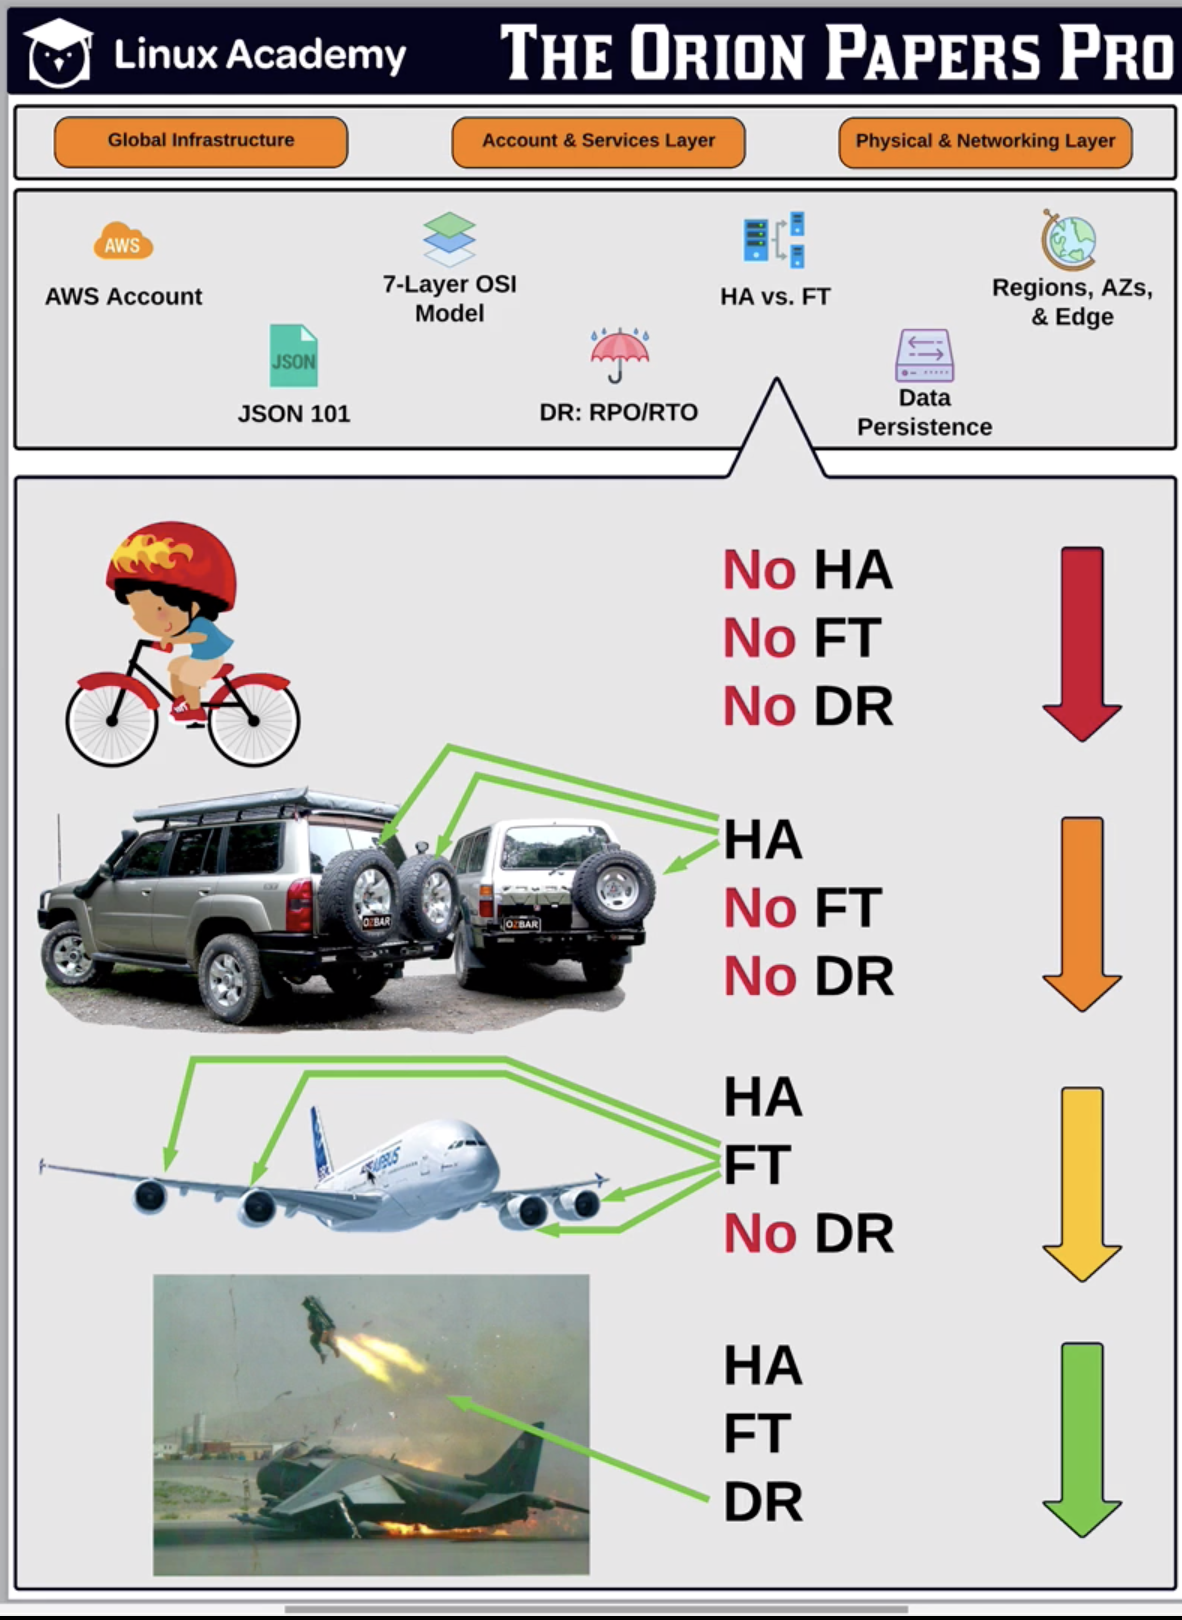 Linux Academy
THE ORION PAPERS PRO
Global Infrastructure
Account & Services Layer
Physical & Networking Layer
AWS
AWS Account
7-Layer OSI
Model
HA vs. FT
Regions, AZs,
& Edge
JSON
JSON 101
DR: RPO/RTO
Data
Persistence
No HA
No FT
No DR
OZBAR
OZBAR
HA
No FT
No DR
AIRBUS
HA
FT
No DR
HA
FT
DR